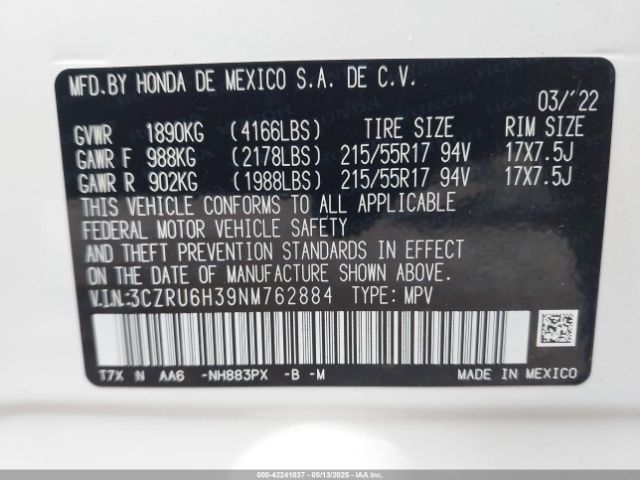 MFD.BY HONDA DE MEXICO S.A. DE C.V.
03/'22
GVWR 1890KG (4166LBS) TIRE SIZE RIM SIZE
GAWR F 988KG (2178LBS) 215/55R17 94V 17X7.5J
GAWR R 902KG (1988LBS) 215/55R17 94V 17X7.5J
THIS VEHICLE CONFORMS TO ALL APPLICABLE
FEDERAL MOTOR VEHICLE SAFETY
AND THEFT PREVENTION STANDARDS IN EFFECT
ON THE DATE OF MANUFACTURE SHOWN ABOVE.
V.I.N.:3CZRU6H39NM762884 TYPE: MPV
T7X N AA6 -NH883PX -B -M MADE IN MEXICO
000-42241037 - 05/13/2025 - IAAI.COM